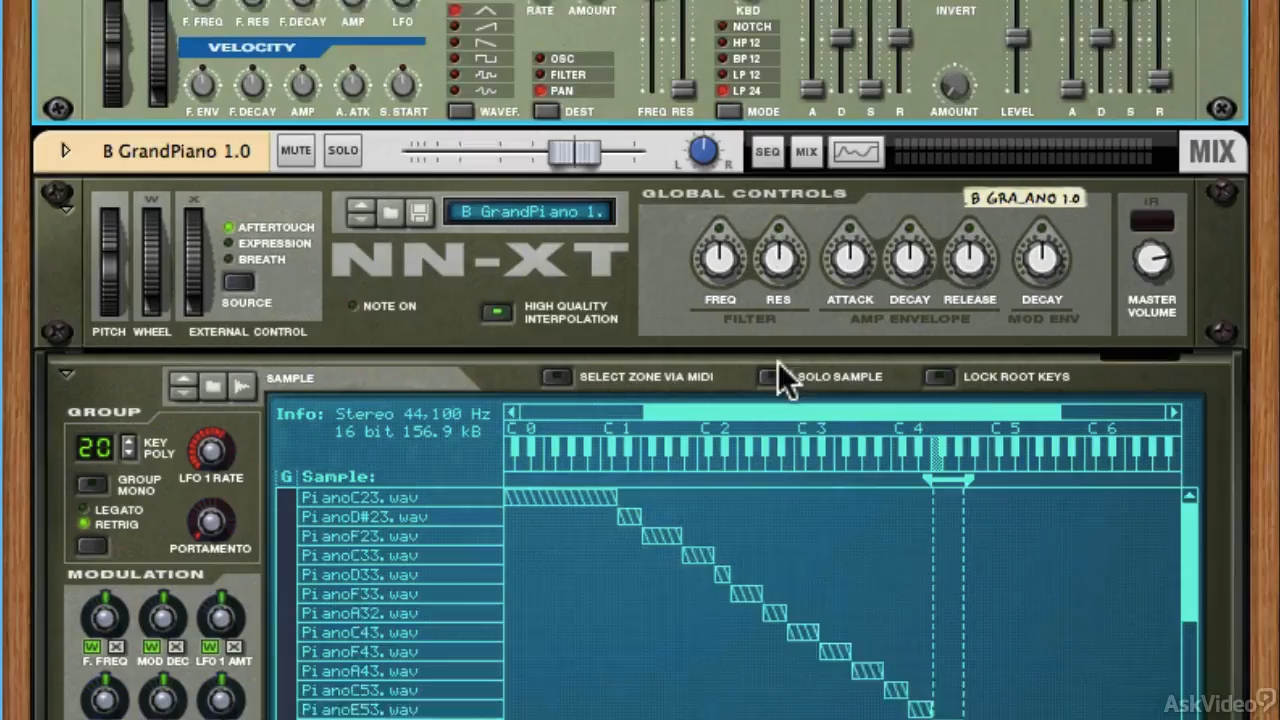 F. FREQ F. RES F. DECAY AMP LFO
RATE AMOUNT
KBD
INVERT
NOTCH
HP 12
BP 12
LP 12
LP 24
VELOCITY
OSC
FILTER
PAN
F. ENV F. DECAY AMP A. ATK S. START
WAVEF. DEST
FREQ RES
MODE
A D S R
AMOUNT
LEVEL
A D S R
B GrandPiano 1.0
MUTE SOLO
L R
SEQ MIX
MIX
W X
AFTERTOUCH
EXPRESSION
BREATH
SOURCE
PITCH WHEEL EXTERNAL CONTROL
B GrandPiano 1.
NN-XT
NOTE ON
HIGH QUALITY
INTERPOLATION
GLOBAL CONTROLS
B GRA_ANO 1.0
FREQ RES ATTACK DECAY RELEASE DECAY
FILTER AMP ENVELOPE MOD ENV
MASTER
VOLUME
SAMPLE
SELECT ZONE VIA MIDI
SOLO SAMPLE
LOCK ROOT KEYS
GROUP
20
KEY
POLY
GROUP
MONO
LFO 1 RATE
LEGATO
RETRIG
PORTAMENTO
MODULATION
W X W X W X
F. FREQ MOD DEC LFO 1 AMT
Info: Stereo 44,100 Hz
16 bit 156.9 kB
C 0 C 1 C 2 C 3 C 4 C 5 C 6
G Sample:
PianoC23.wav
PianoD#23.wav
PianoF23.wav
PianoC33.wav
PianoD33.wav
PianoF33.wav
PianoA32.wav
PianoC43.wav
PianoF43.wav
PianoA43.wav
PianoC53.wav
PianoE53.wav
AskVideo